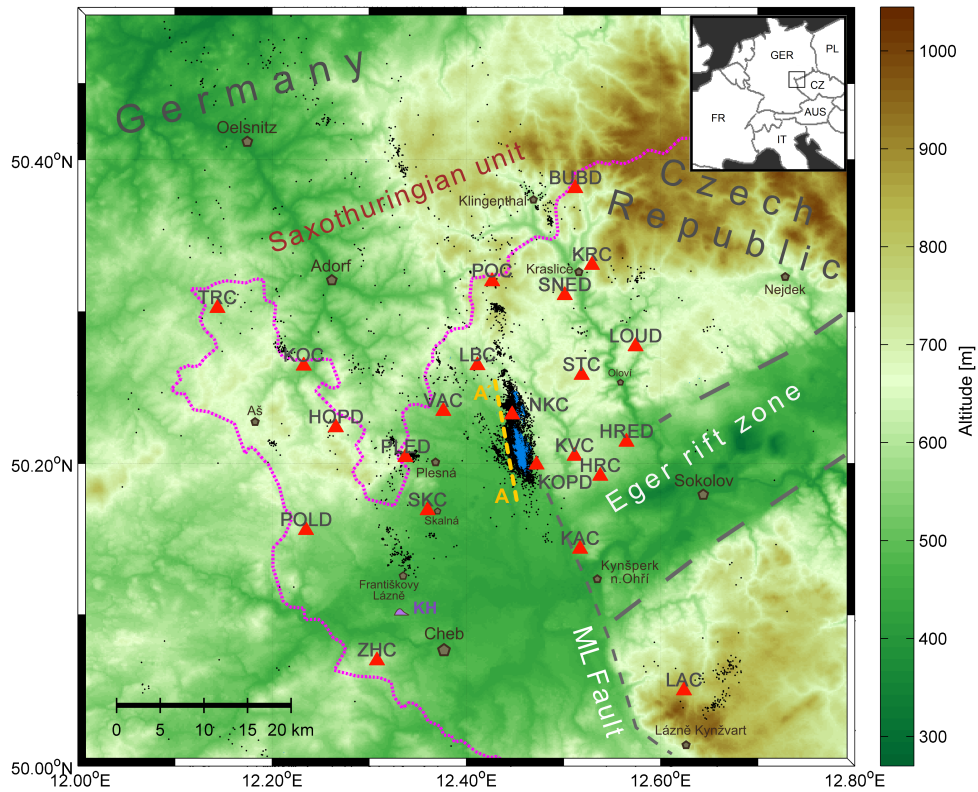 GER
PL
CZ
FR
AUS
IT
Germany
Oelsnitz
Saxothuringian unit
BUBD
Klingenthal
Czech
Republic
KRC
Kraslice
POC
SNED
Nejdek
Adorf
TRC
LOUD
KOC
LBC
STC
Oloví
Aš
HOPD
VAC
A'
NKC
HRED
PLED
Plesná
KVC
HRC
KOPD
Eger rift zone
Sokolov
SKC
Skalná
A
POLD
KAC
Kynšperk
n.Ohří
Františkovy
Lázně
KH
Cheb
ZHC
ML Fault
LAC
Lázně Kynžvart
0 5 10 20 km
50.40°N
50.20°N
50.00°N
12.00°E 12.20°E 12.40°E 12.60°E 12.80°E
1000
900
800
700
600
500
400
300
Altitude [m]